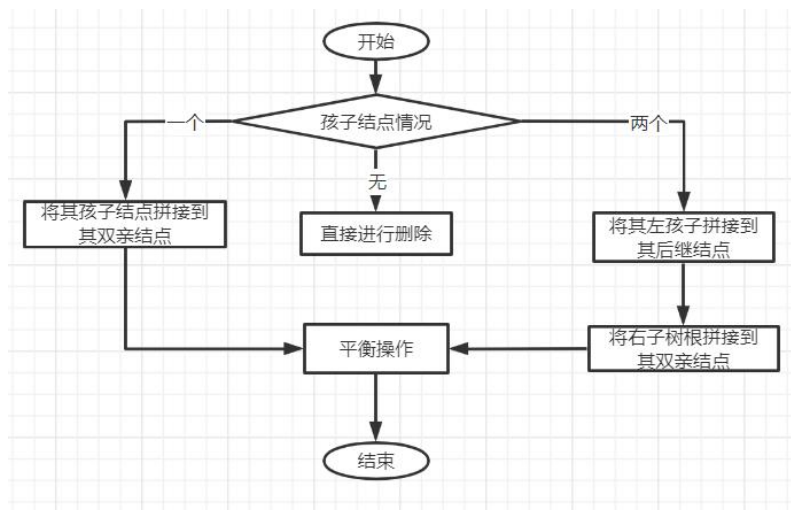 开始
孩子结点情况
一个
两个
无
将其孩子结点拼接到
其双亲结点
直接进行删除
将其左孩子拼接到
其后继结点
平衡操作
将右子树根拼接到
其双亲结点
结束